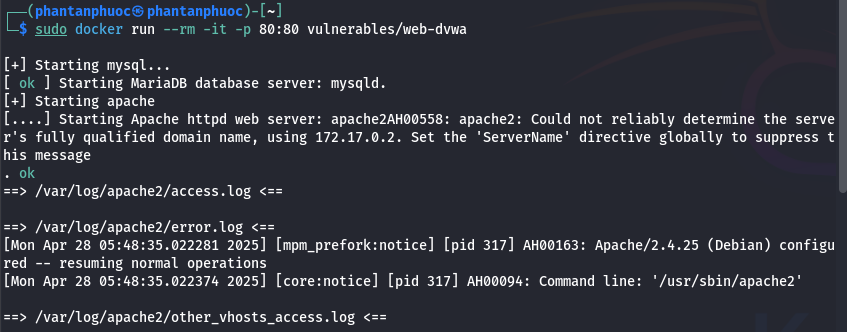 ┌──(phantanphuoc㉿phantanphuoc)-[~]
└─$ sudo docker run --rm -it -p 80:80 vulnerables/web-dvwa
[+] Starting mysql...
[ ok ] Starting MariaDB database server: mysqld.
[+] Starting apache
[....] Starting Apache httpd web server: apache2AH00558: apache2: Could not reliably determine the serve
r's fully qualified domain name, using 172.17.0.2. Set the 'ServerName' directive globally to suppress t
his message
. ok
==> /var/log/apache2/access.log <==
==> /var/log/apache2/error.log <==
[Mon Apr 28 05:48:35.022281 2025] [mpm_prefork:notice] [pid 317] AH00163: Apache/2.4.25 (Debian) configu
red -- resuming normal operations
[Mon Apr 28 05:48:35.022374 2025] [core:notice] [pid 317] AH00094: Command line: '/usr/sbin/apache2'
==> /var/log/apache2/other_vhosts_access.log <==